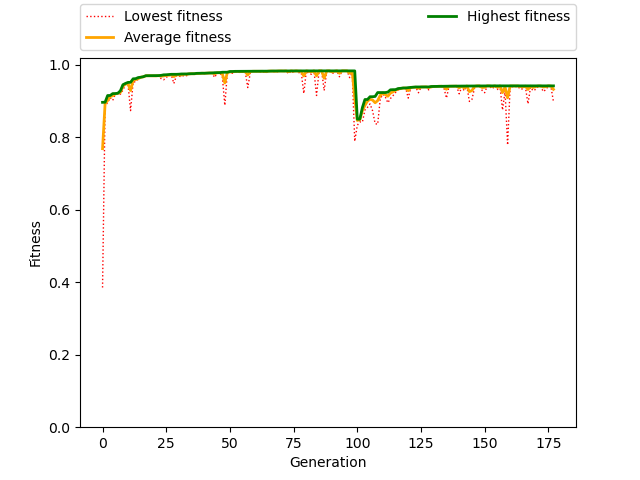 Lowest fitness
Average fitness
Highest fitness
1.0
0.8
0.6
0.4
0.2
0.0
Fitness
0 25 50 75 100 125 150 175
Generation